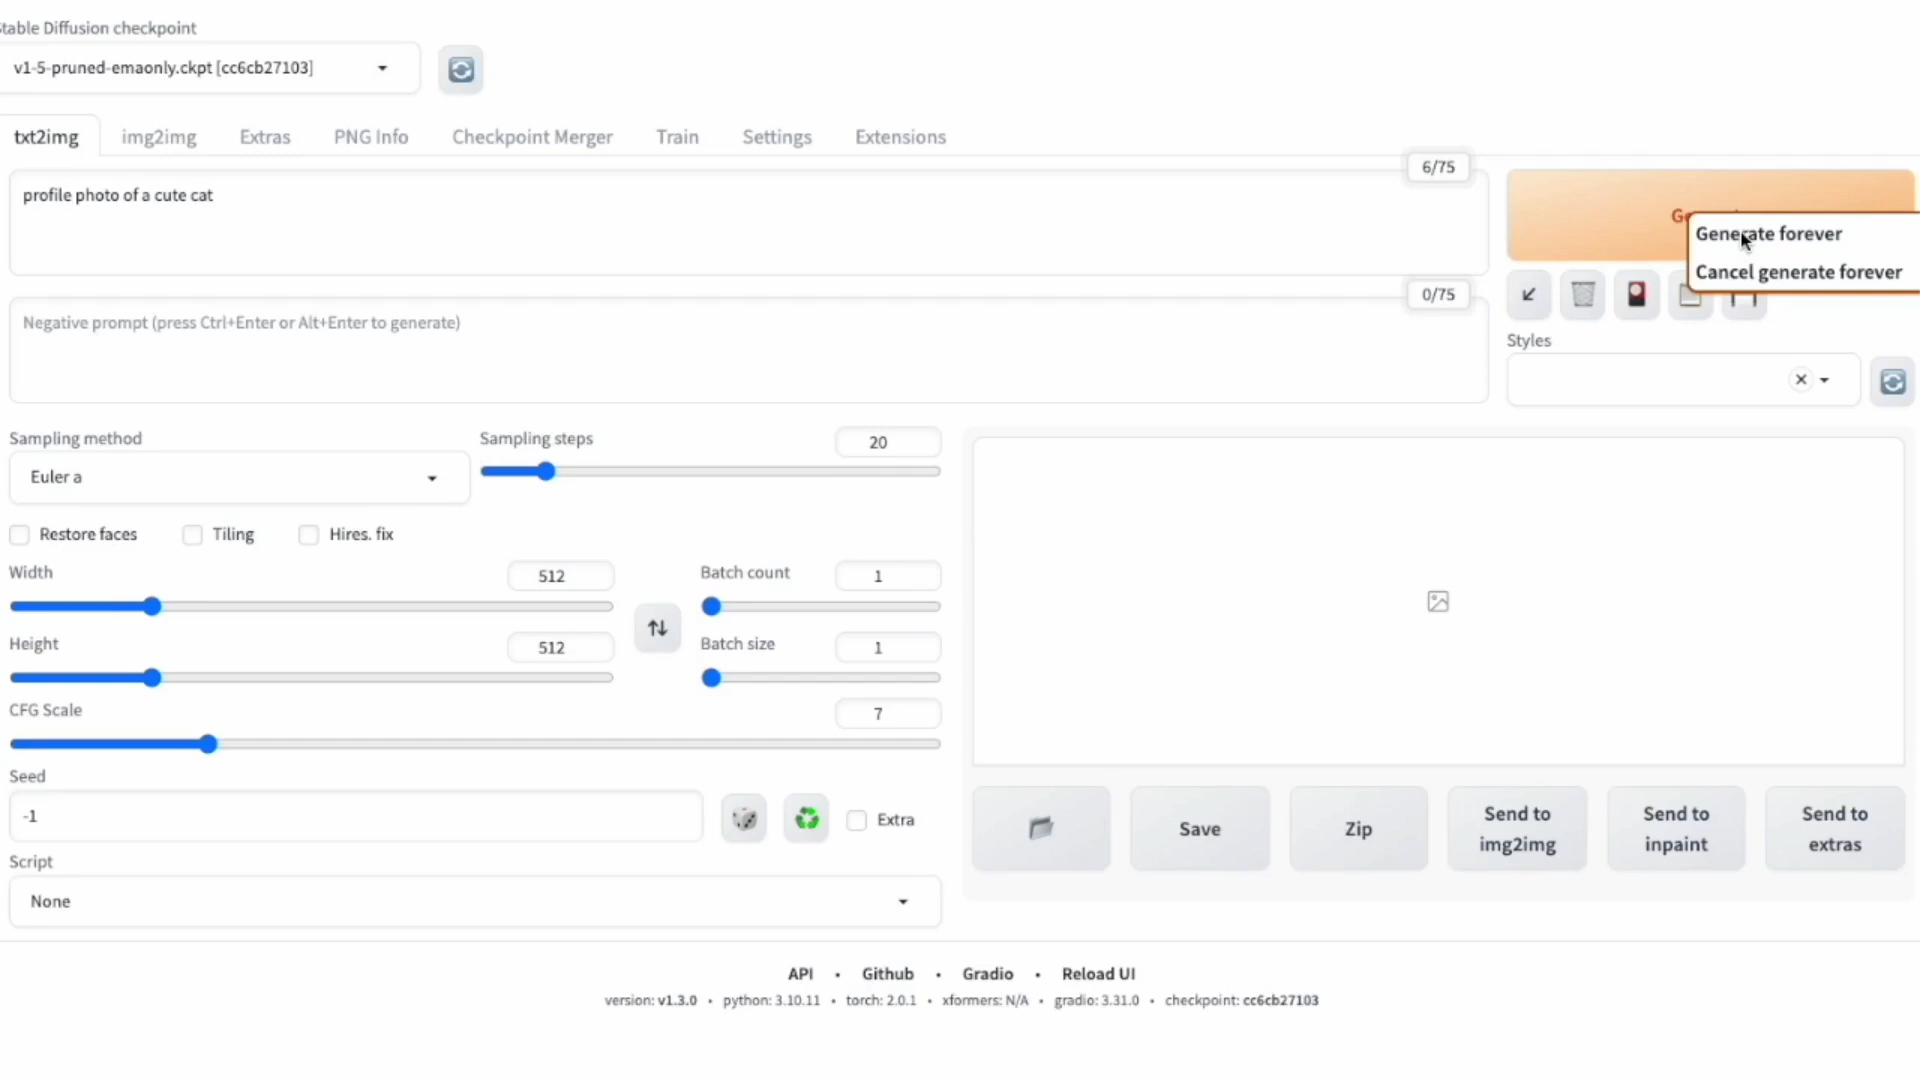 Stable Diffusion checkpoint
v1-5-pruned-emaonly.ckpt [cc6cb27103]
txt2img img2img Extras PNG Info Checkpoint Merger Train Settings Extensions
6/75
profile photo of a cute cat
Generate forever
Cancel generate forever
0/75
Negative prompt (press Ctrl+Enter or Alt+Enter to generate)
Styles
Sampling method
Euler a
Sampling steps
20
Restore faces
Tiling
Hires. fix
Width
512
Batch count
1
Height
512
Batch size
1
CFG Scale
7
Seed
-1
Extra
Script
None
Save
Zip
Send to
img2img
Send to
inpaint
Send to
extras
API • Github • Gradio • Reload UI
version: v1.3.0 • python: 3.10.11 • torch: 2.0.1 • xformers: N/A • gradio: 3.31.0 • checkpoint: cc6cb27103